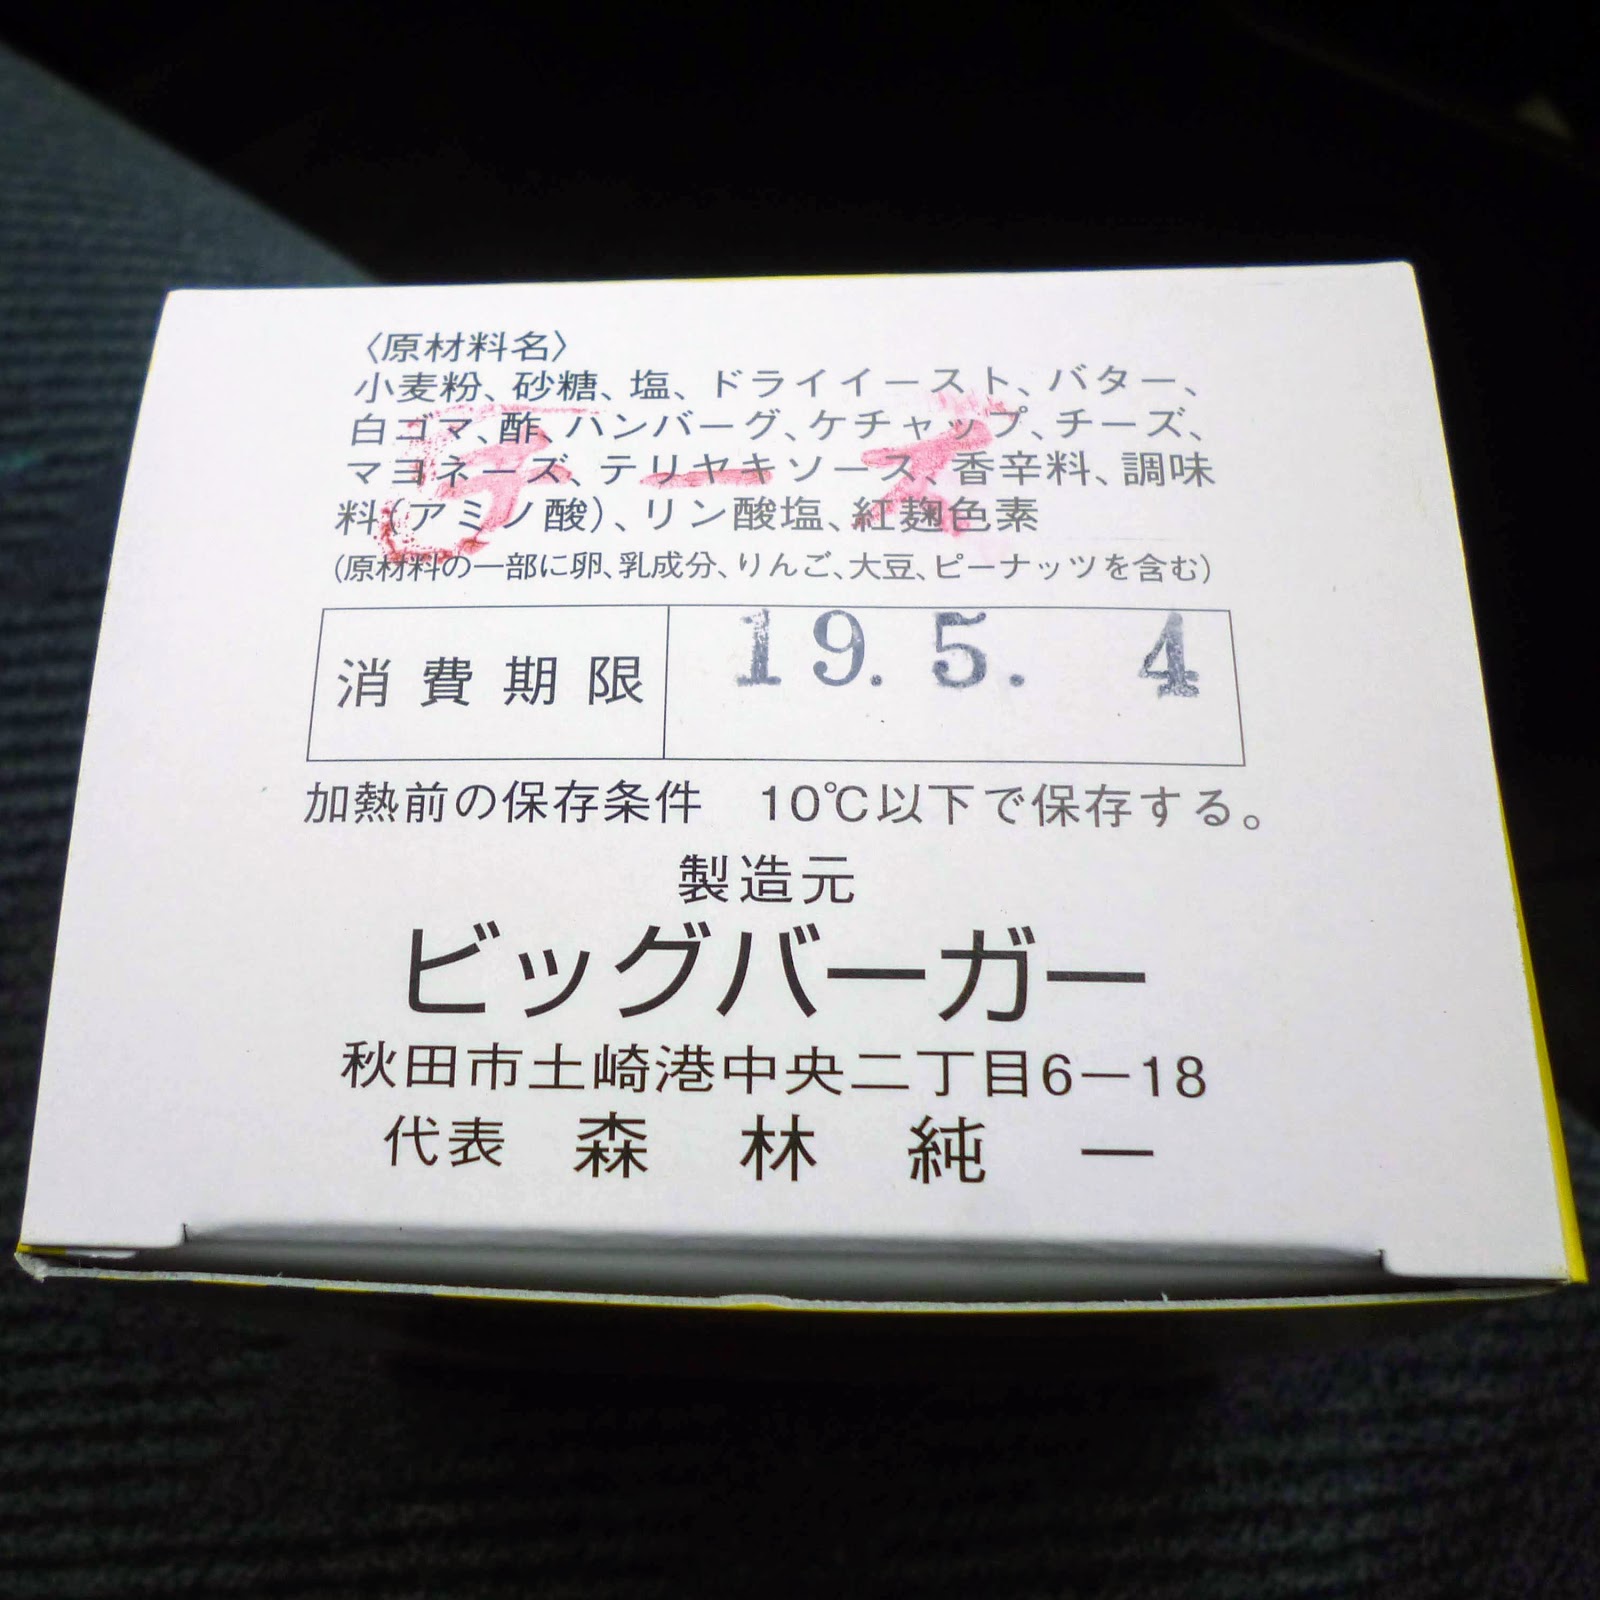 〈原材料名〉
小麦粉、砂糖、塩、ドライイースト、バター、
白ゴマ、酢、ハンバーグ、ケチャップ、チーズ、
マヨネーズ、テリヤキソース、香辛料、調味
料(アミノ酸)、リン酸塩、紅麹色素
(原材料の一部に卵、乳成分、りんご、大豆、ピーナッツを含む)
チーズ
消費期限 19. 5. 4
加熱前の保存条件 10℃以下で保存する。
製造元
ビッグバーガー
秋田市土崎港中央二丁目6－18
代表 森林純一